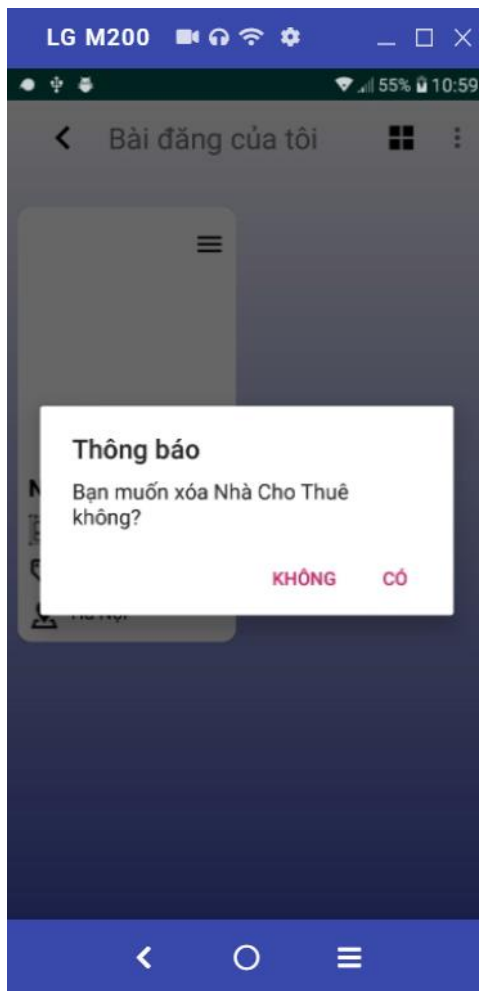 LG M200
55% 10:59
Bài đăng của tôi
Thông báo
Bạn muốn xóa Nhà Cho Thuê
không?
KHÔNG CÓ